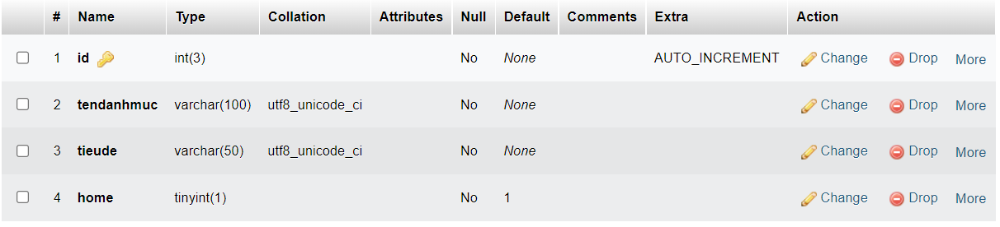 # Name Type Collation Attributes Null Default Comments Extra Action
1 id int(3) No None AUTO_INCREMENT Change Drop More
2 tendanhmuc varchar(100) utf8_unicode_ci No None Change Drop More
3 tieude varchar(50) utf8_unicode_ci No None Change Drop More
4 home tinyint(1) No 1 Change Drop More